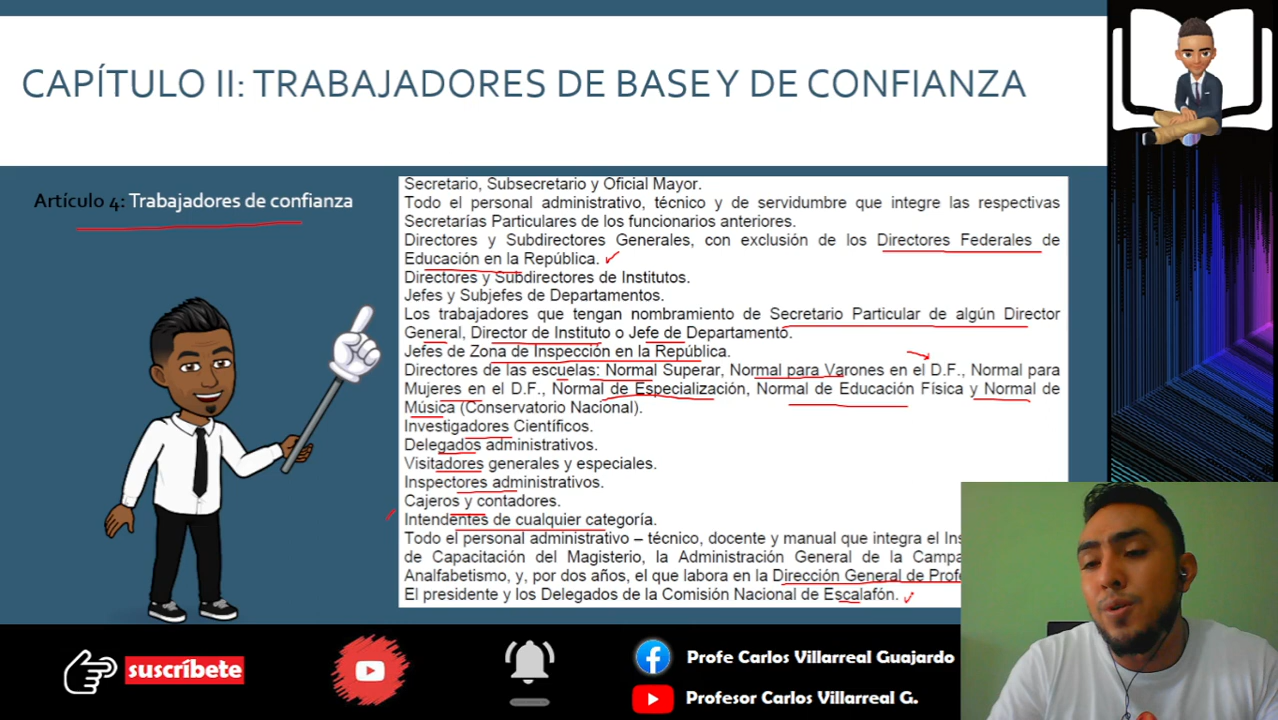 CAPÍTULO II: TRABAJADORES DE BASE Y DE CONFIANZA
Artículo 4: Trabajadores de confianza
Secretario, Subsecretario y Oficial Mayor.
Todo el personal administrativo, técnico y de servidumbre que integre las respectivas
Secretarías Particulares de los funcionarios anteriores.
Directores y Subdirectores Generales, con exclusión de los Directores Federales de
Educación en la República.
Directores y Subdirectores de Institutos.
Jefes y Subjefes de Departamentos.
Los trabajadores que tengan nombramiento de Secretario Particular de algún Director
General, Director de Instituto o Jefe de Departamento.
Jefes de Zona de Inspección en la República.
Directores de las escuelas: Normal Superar, Normal para Varones en el D.F., Normal para
Mujeres en el D.F., Normal de Especialización, Normal de Educación Física y Normal de
Música (Conservatorio Nacional).
Investigadores Científicos.
Delegados administrativos.
Visitadores generales y especiales.
Inspectores administrativos.
Cajeros y contadores.
Intendentes de cualquier categoría.
Todo el personal administrativo – técnico, docente y manual que integra el
de Capacitación del Magisterio, la Administración General de la
Analfabetismo, y, por dos años, el que labora en la Dirección General de
El presidente y los Delegados de la Comisión Nacional de Escalafón.
suscríbete
Profe Carlos Villarreal Guajardo
Profesor Carlos Villarreal G.